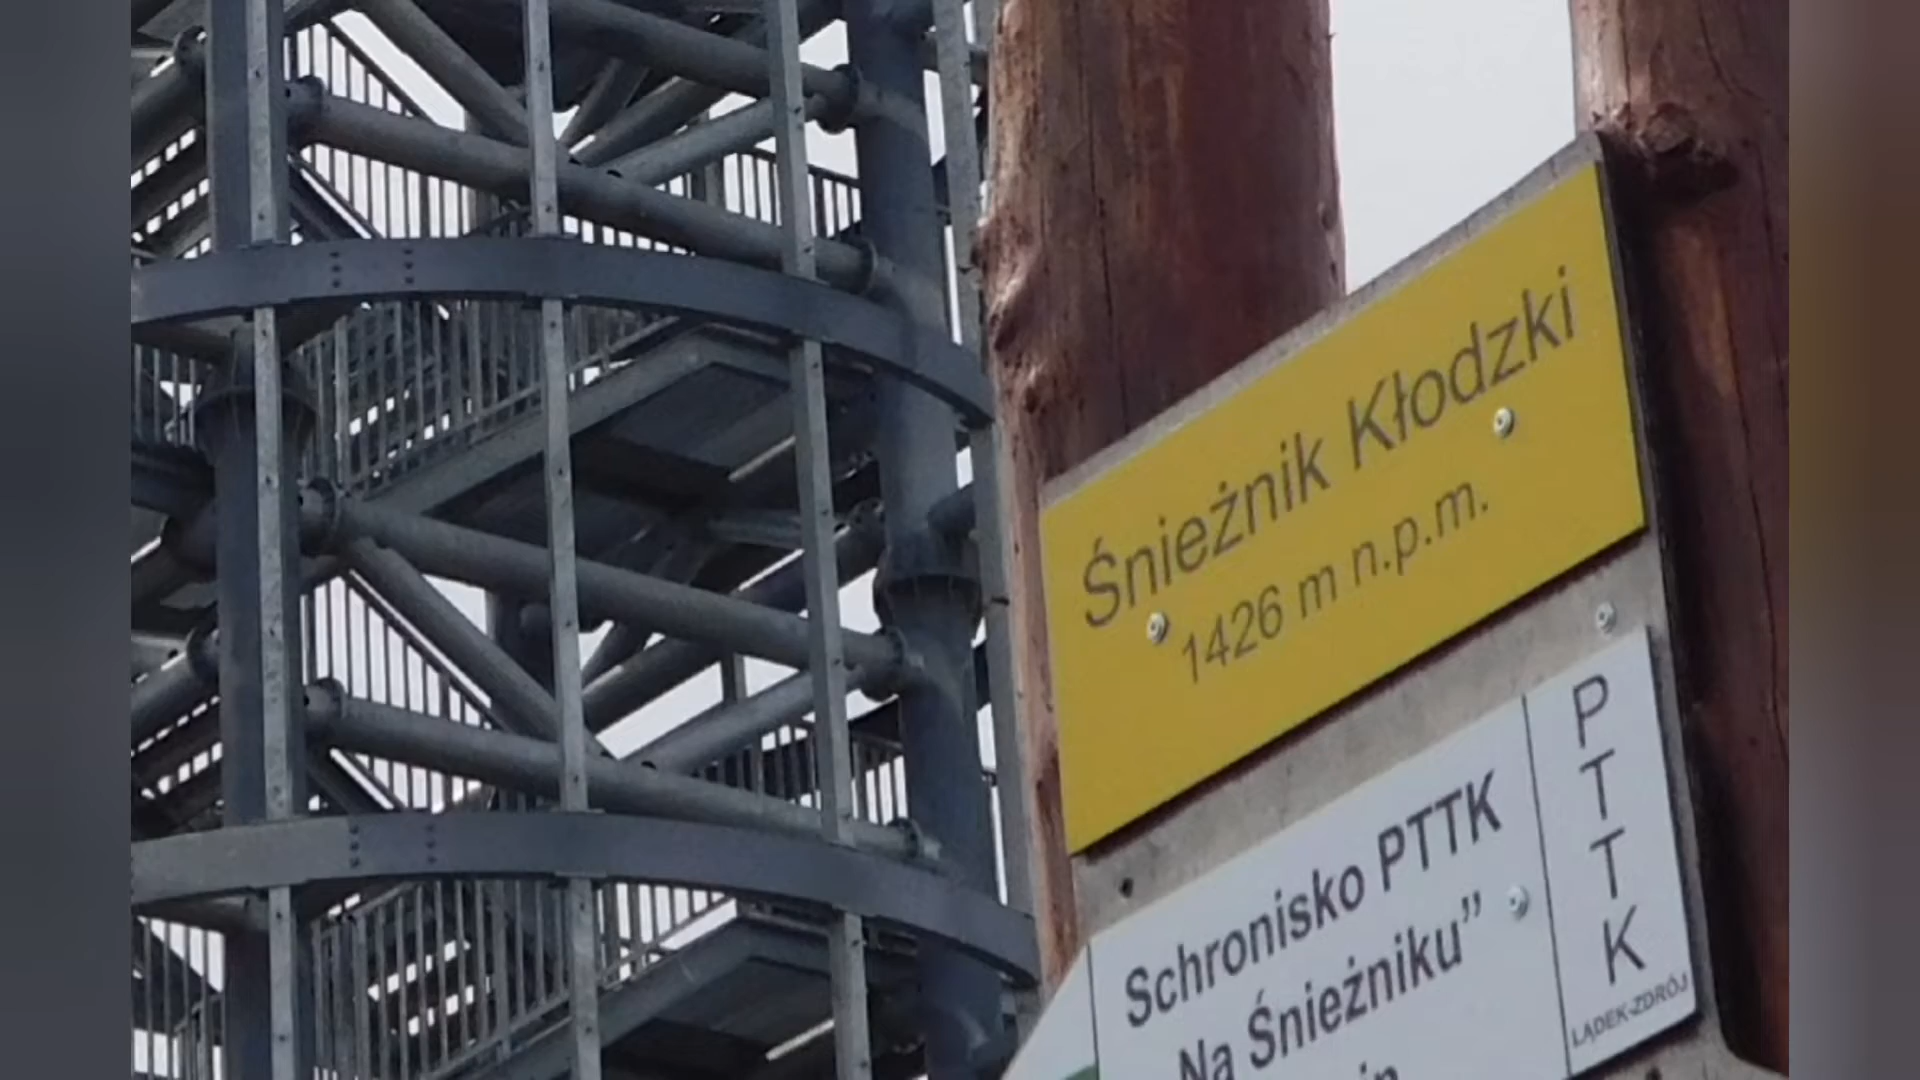 Śnieżnik Kłodzki
1426 m n.p.m.
Schronisko PTTK
Na Śnieżniku”
PTTK
LĄDEK-ZDRÓJ